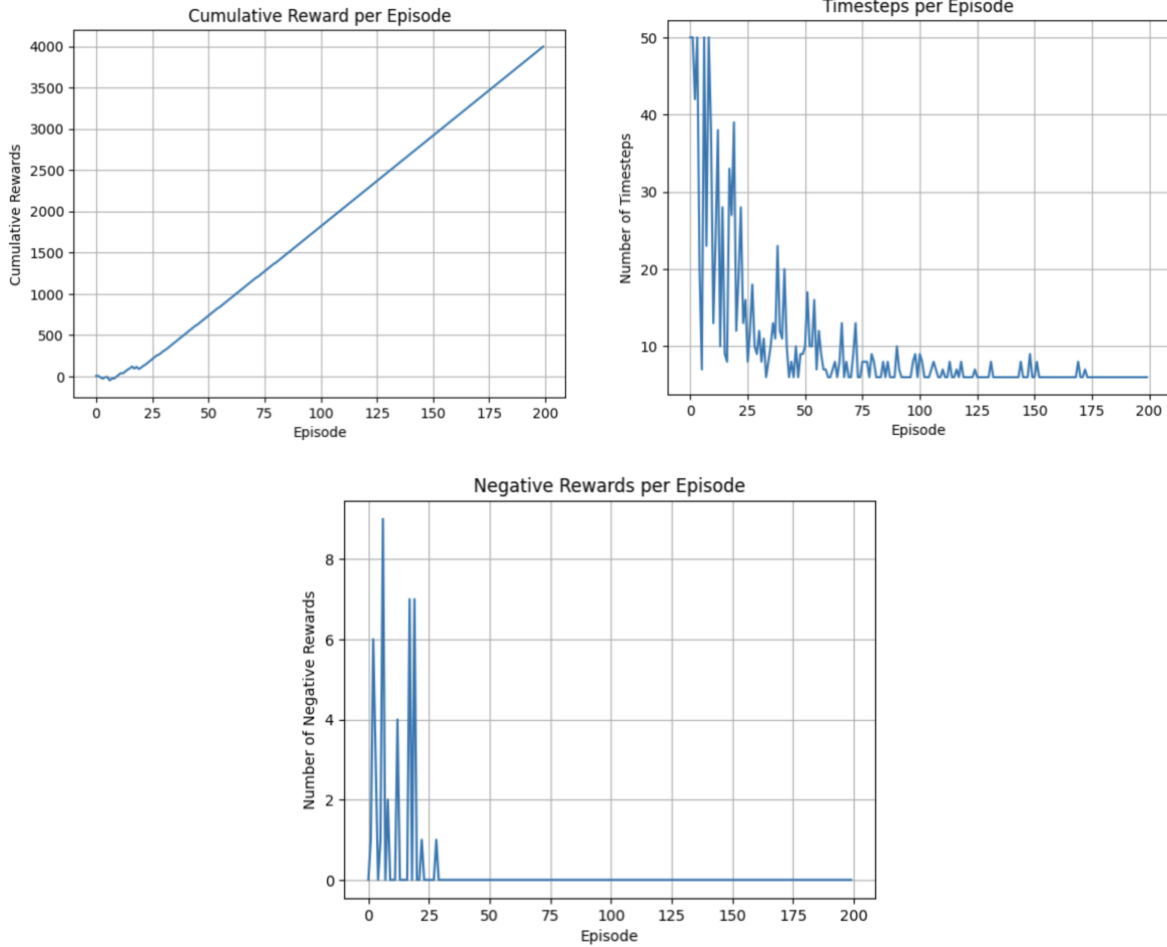 Cumulative Reward per Episode
Cumulative Rewards
4000
3500
3000
2500
2000
1500
1000
500
0
0 25 50 75 100 125 150 175 200
Episode
Timesteps per Episode
Number of Timesteps
50
40
30
20
10
0 25 50 75 100 125 150 175 200
Episode
Negative Rewards per Episode
Number of Negative Rewards
8
6
4
2
0
0 25 50 75 100 125 150 175 200
Episode